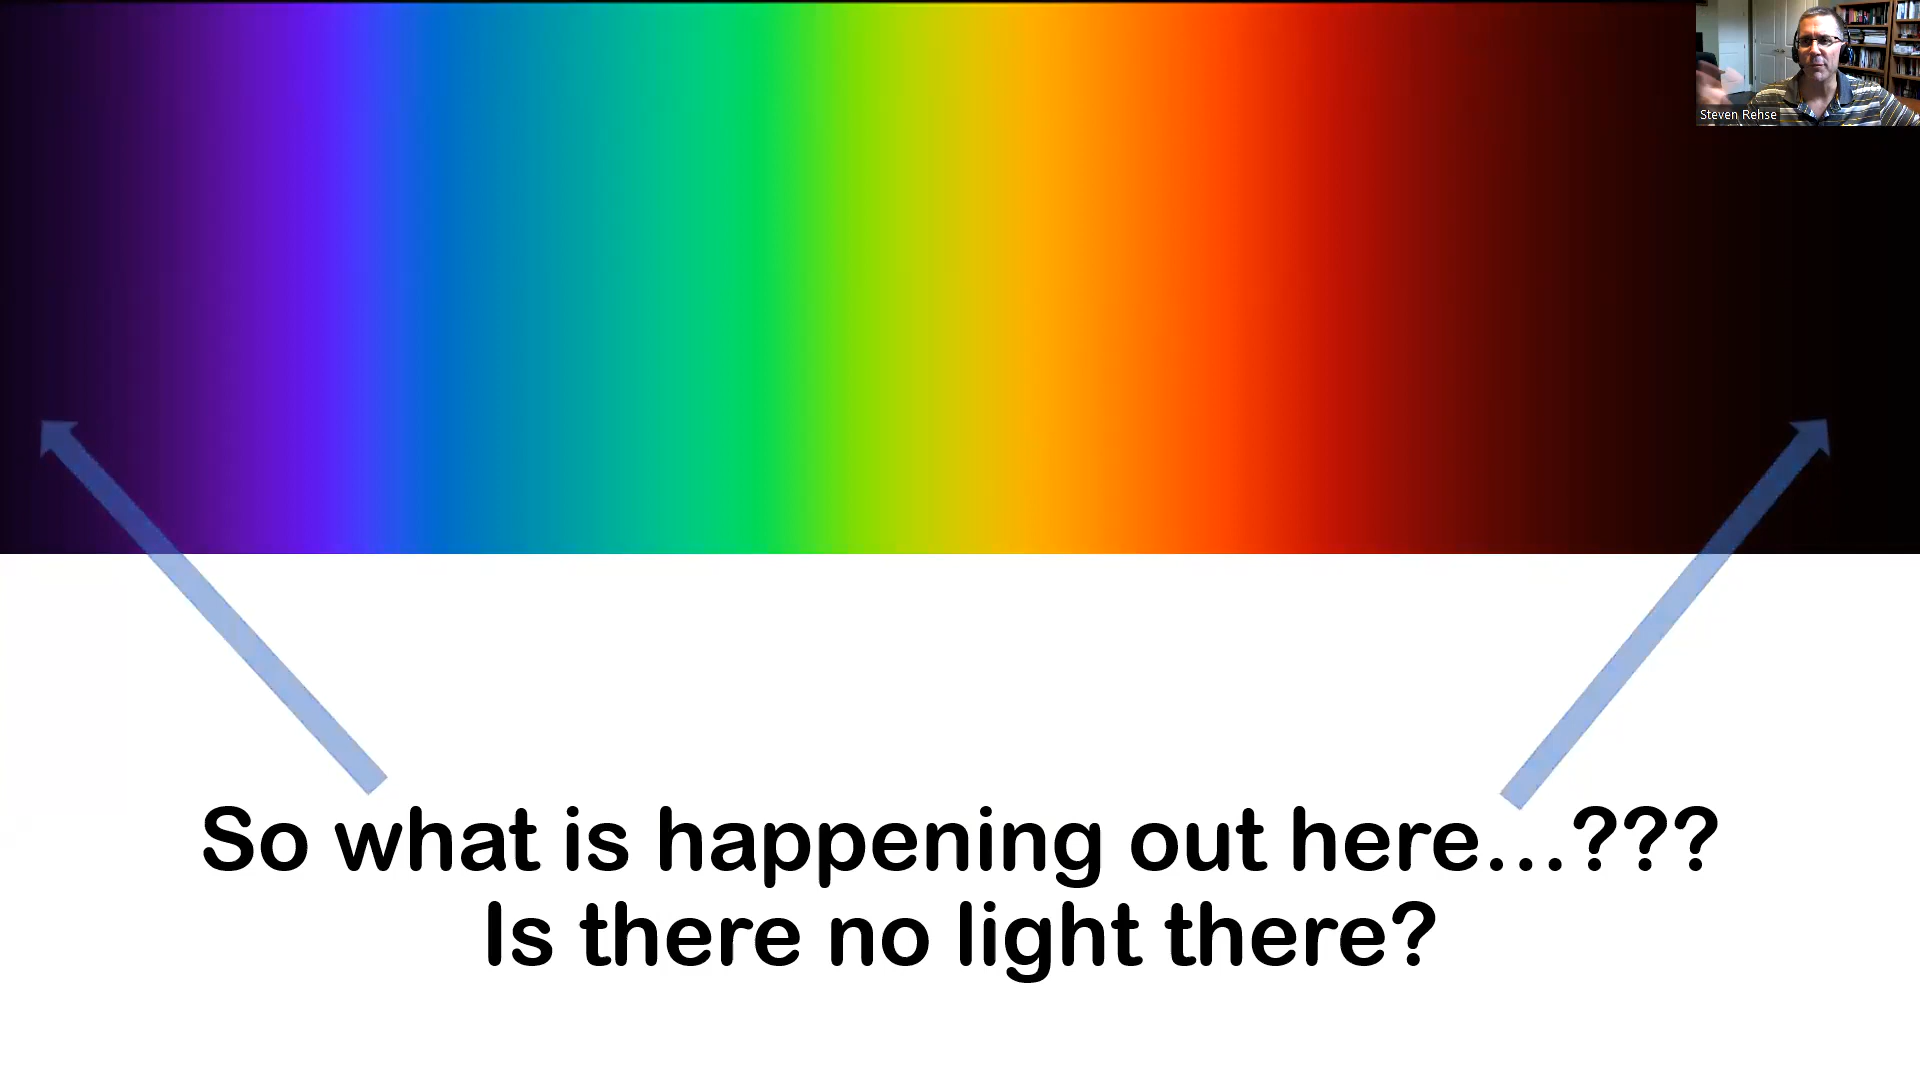 Steven Rehse
So what is happening out here...???
Is there no light there?